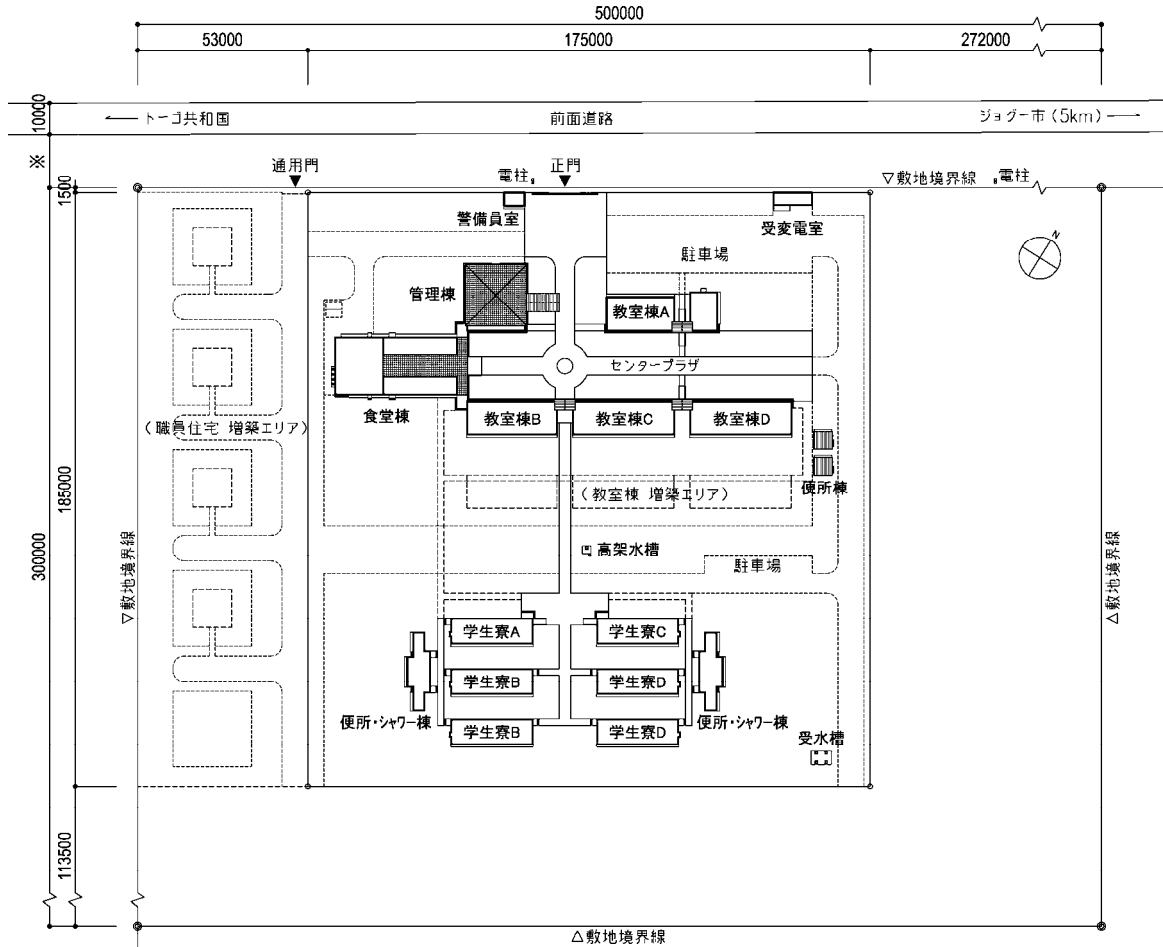 500000
53000
175000
272000
10000
トーゴ共和国
前面道路
ジョグー市（5km）
※
通用門
電柱
正門
▽敷地境界線
電柱
1500
警備員室
受変電室
N
駐車場
管理棟
教室棟A
センタープラザ
食堂棟
教室棟B
教室棟C
教室棟D
（職員住宅 増築エリア）
便所棟
（教室棟 増築エリア）
185000
300000
高架水槽
駐車場
▽敷地境界線
△敷地境界線
学生寮A
学生寮C
学生寮B
学生寮D
便所・シャワー棟
便所・シャワー棟
学生寮B
学生寮D
受水槽
113500
△敷地境界線